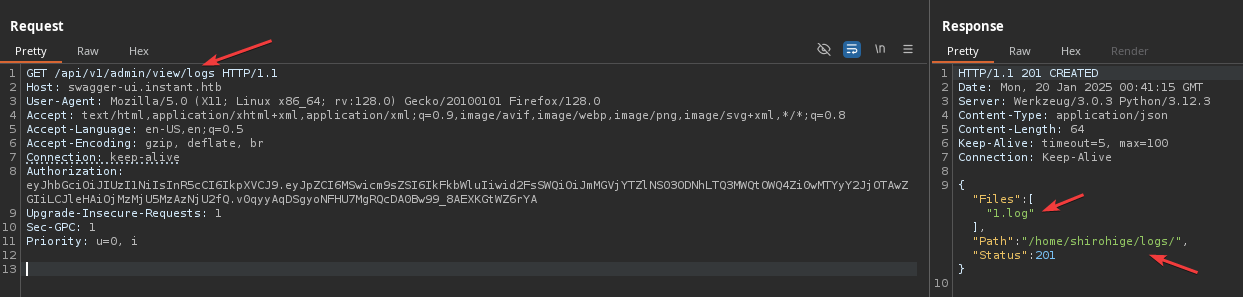 Request
Pretty Raw Hex
\n
1 GET /api/v1/admin/view/logs HTTP/1.1
2 Host: swagger-ui.instant.htb
3 User-Agent: Mozilla/5.0 (X11; Linux x86_64; rv:128.0) Gecko/20100101 Firefox/128.0
4 Accept: text/html,application/xhtml+xml,application/xml;q=0.9,image/avif,image/webp,image/png,image/svg+xml,*/*;q=0.8
5 Accept-Language: en-US,en;q=0.5
6 Accept-Encoding: gzip, deflate, br
7 Connection: keep-alive
8 Authorization:
eyJhbGciOiJIUzI1NiIsInR5cCI6IkpXVCJ9.eyJpZCI6MSwicm9sZSI6IkFkbWluIiwid2FsSWQiOiJmMGVjYTZlNS03ODNhLTQ3MWQtOWQ4Zi0wMTYyY2JjOTAwZ
GIiLCJleHAiOjMzMjU5MzAzNjU2fQ.v0qyyAqDSgyoNFHU7MgRQcDA0Bw99_8AEXKGtWZ6rYA
9 Upgrade-Insecure-Requests: 1
10 Sec-GPC: 1
11 Priority: u=0, i
12
13
Response
Pretty Raw Hex Render
1 HTTP/1.1 201 CREATED
2 Date: Mon, 20 Jan 2025 00:41:15 GMT
3 Server: Werkzeug/3.0.3 Python/3.12.3
4 Content-Type: application/json
5 Content-Length: 64
6 Keep-Alive: timeout=5, max=100
7 Connection: Keep-Alive
8
9 {
"Files":[
"1.log"
],
"Path":"/home/shirohige/logs/",
"Status":201
}
10